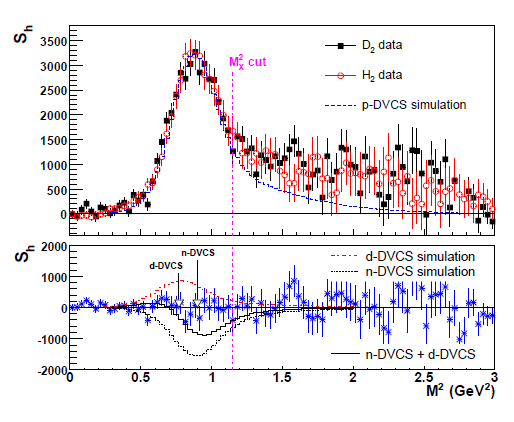 S_h
3500
3000
2500
2000
1500
1000
500
0
M_x^2 cut
D_2 data
H_2 data
p-DVCS simulation
S_h
2000
1000
0
-1000
-2000
n-DVCS
d-DVCS
d-DVCS simulation
n-DVCS simulation
n-DVCS + d-DVCS
0 0.5 1 1.5 2 2.5 3
M^2 (GeV^2)